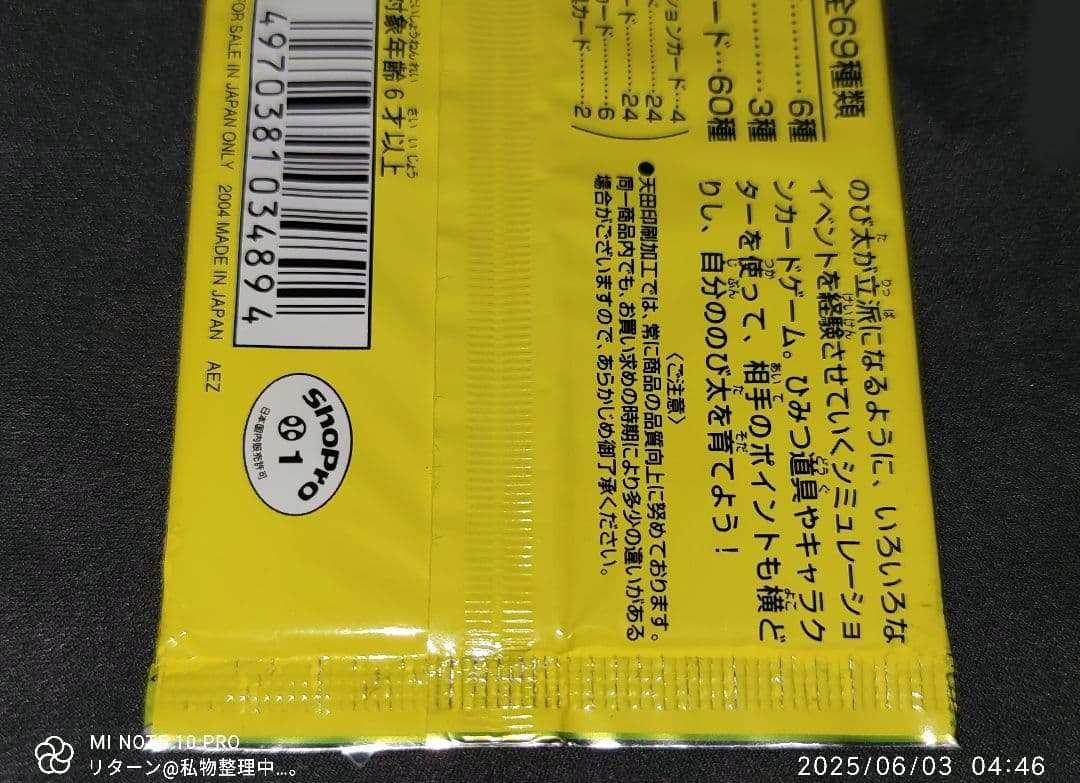 全69種類
6種
3種
ード…60種
ションカード…4
24
ード……24
カード……6
カード……2
のび太が立派になるように、いろいろな
イベントを経験させていくシミュレーショ
ンカードゲーム。ひみつ道具やキャラク
ターを使って、相手のポイントも横ど
りし、自分ののび太を育てよう！
〈ご注意〉
●天田印刷加工では、常に商品の品質向上に努めております。
同一商品内でも、お買い求めの時期により多少の違いがある
場合がございますので、あらかじめ御了承ください。
対象年齢6才以上
4970381034894
FOR SALE IN JAPAN ONLY 2004 MADE IN JAPAN AEZ
ShoPro
1
日本国内販売許可
MI NOTE 10 PRO
リターン@私物整理中…。
2025/06/03 04:46